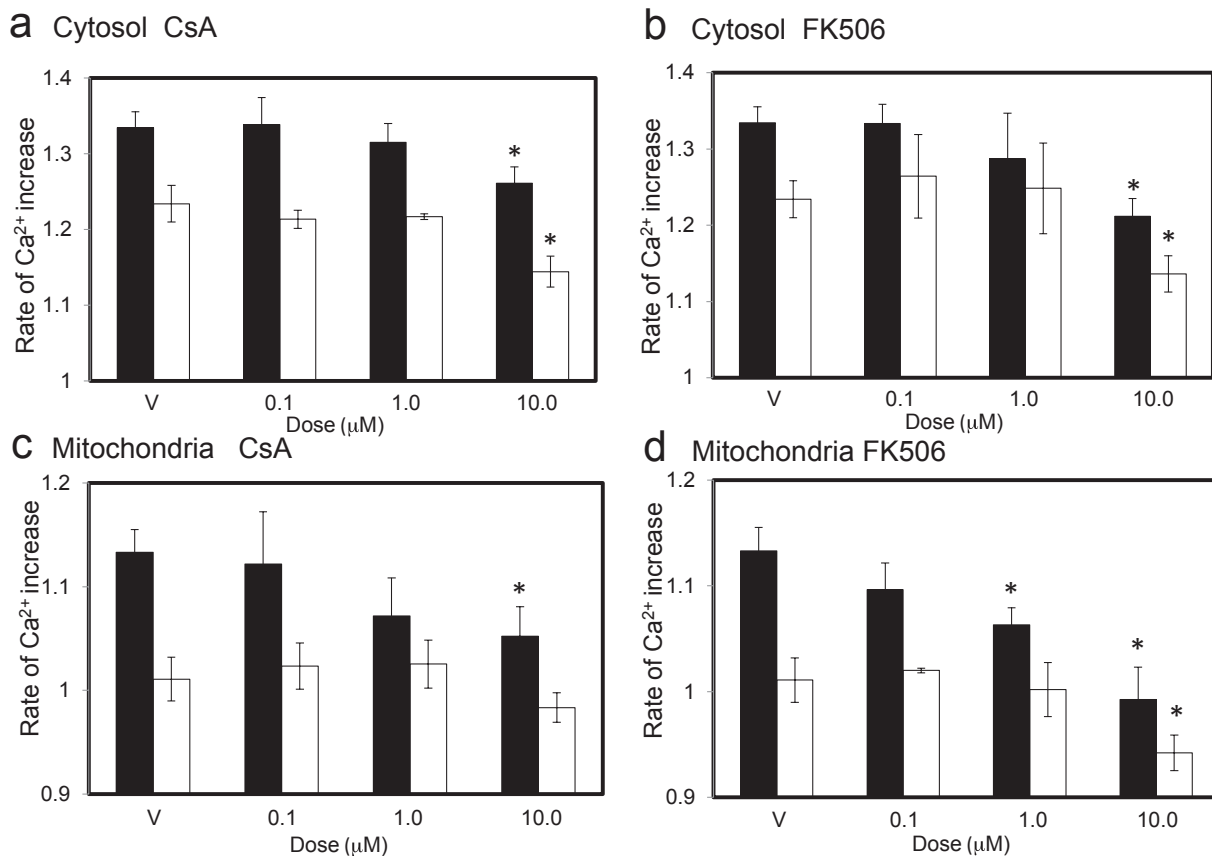 a Cytosol CsA
Rate of Ca²⁺ increase
1.4
1.3
1.2
1.1
1
*
*
V 0.1 1.0 10.0
Dose (μM)
b Cytosol FK506
Rate of Ca²⁺ increase
1.4
1.3
1.2
1.1
1
*
*
V 0.1 1.0 10.0
Dose (μM)
c Mitochondria CsA
Rate of Ca²⁺ increase
1.2
1.1
1
0.9
*
V 0.1 1.0 10.0
Dose (μM)
d Mitochondria FK506
Rate of Ca²⁺ increase
1.2
1.1
1
0.9
*
*
*
V 0.1 1.0 10.0
Dose (μM)